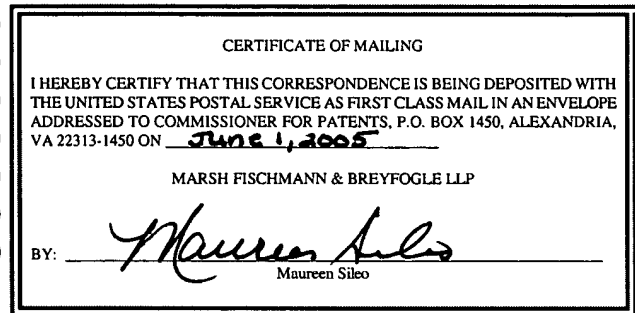 CERTIFICATE OF MAILING
I HEREBY CERTIFY THAT THIS CORRESPONDENCE IS BEING DEPOSITED WITH
THE UNITED STATES POSTAL SERVICE AS FIRST CLASS MAIL IN AN ENVELOPE
ADDRESSED TO COMMISSIONER FOR PATENTS, P.O. BOX 1450, ALEXANDRIA,
VA 22313-1450 ON June 1, 2005
MARSH FISCHMANN & BREYFOGLE LLP
BY: Maureen Sileo
Maureen Sileo